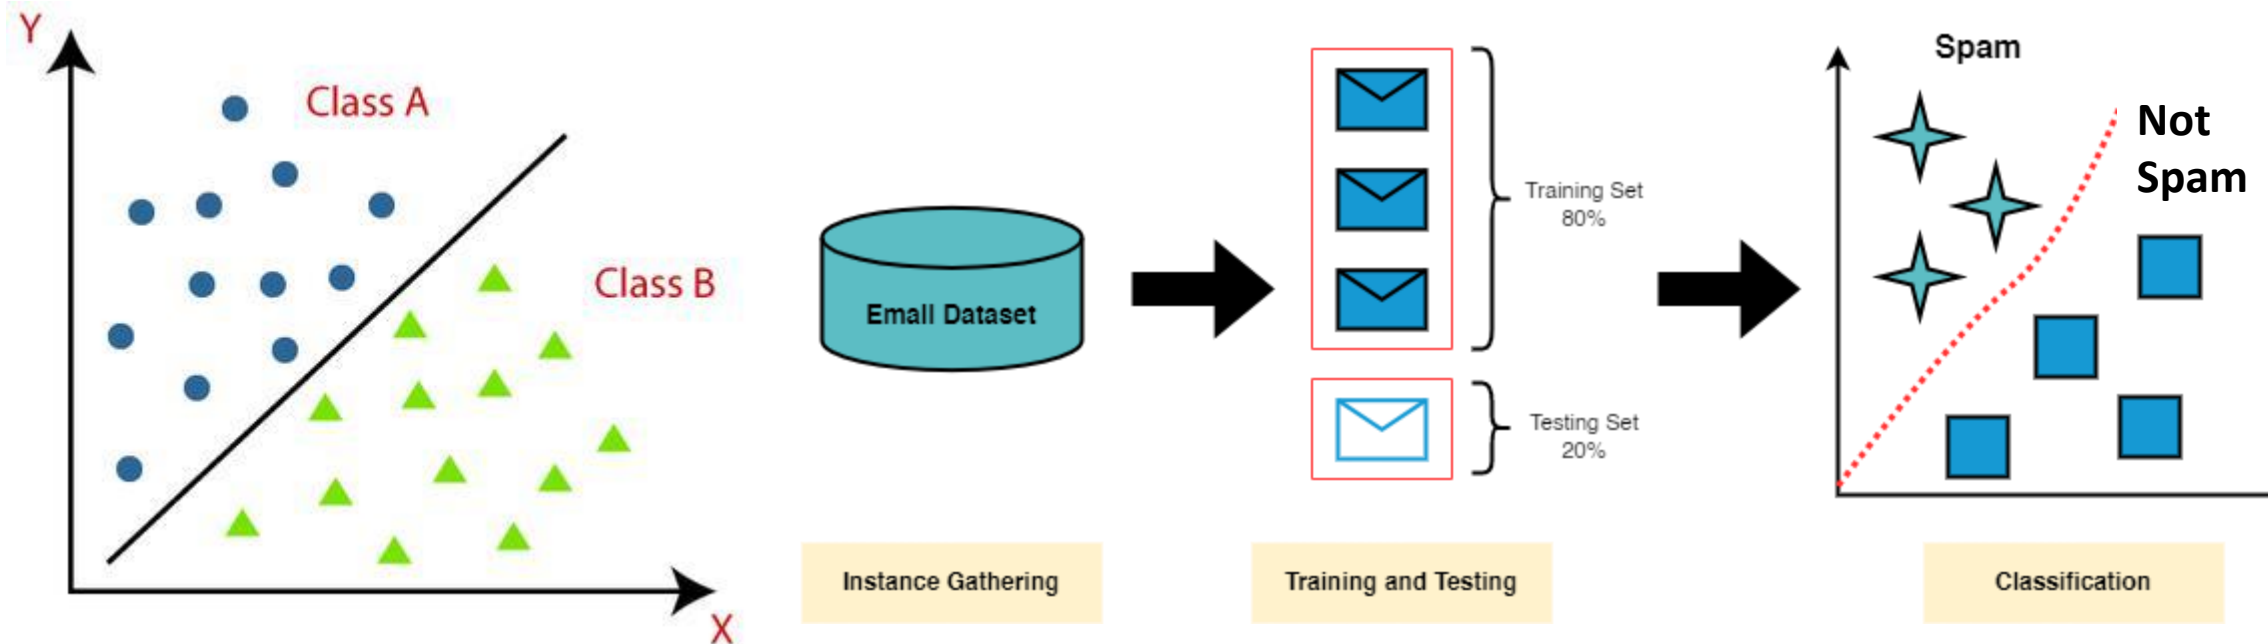 Y
Class A
Class B
X
Email Dataset
Instance Gathering
Training Set
80%
Testing Set
20%
Training and Testing
Spam
Not
Spam
Classification